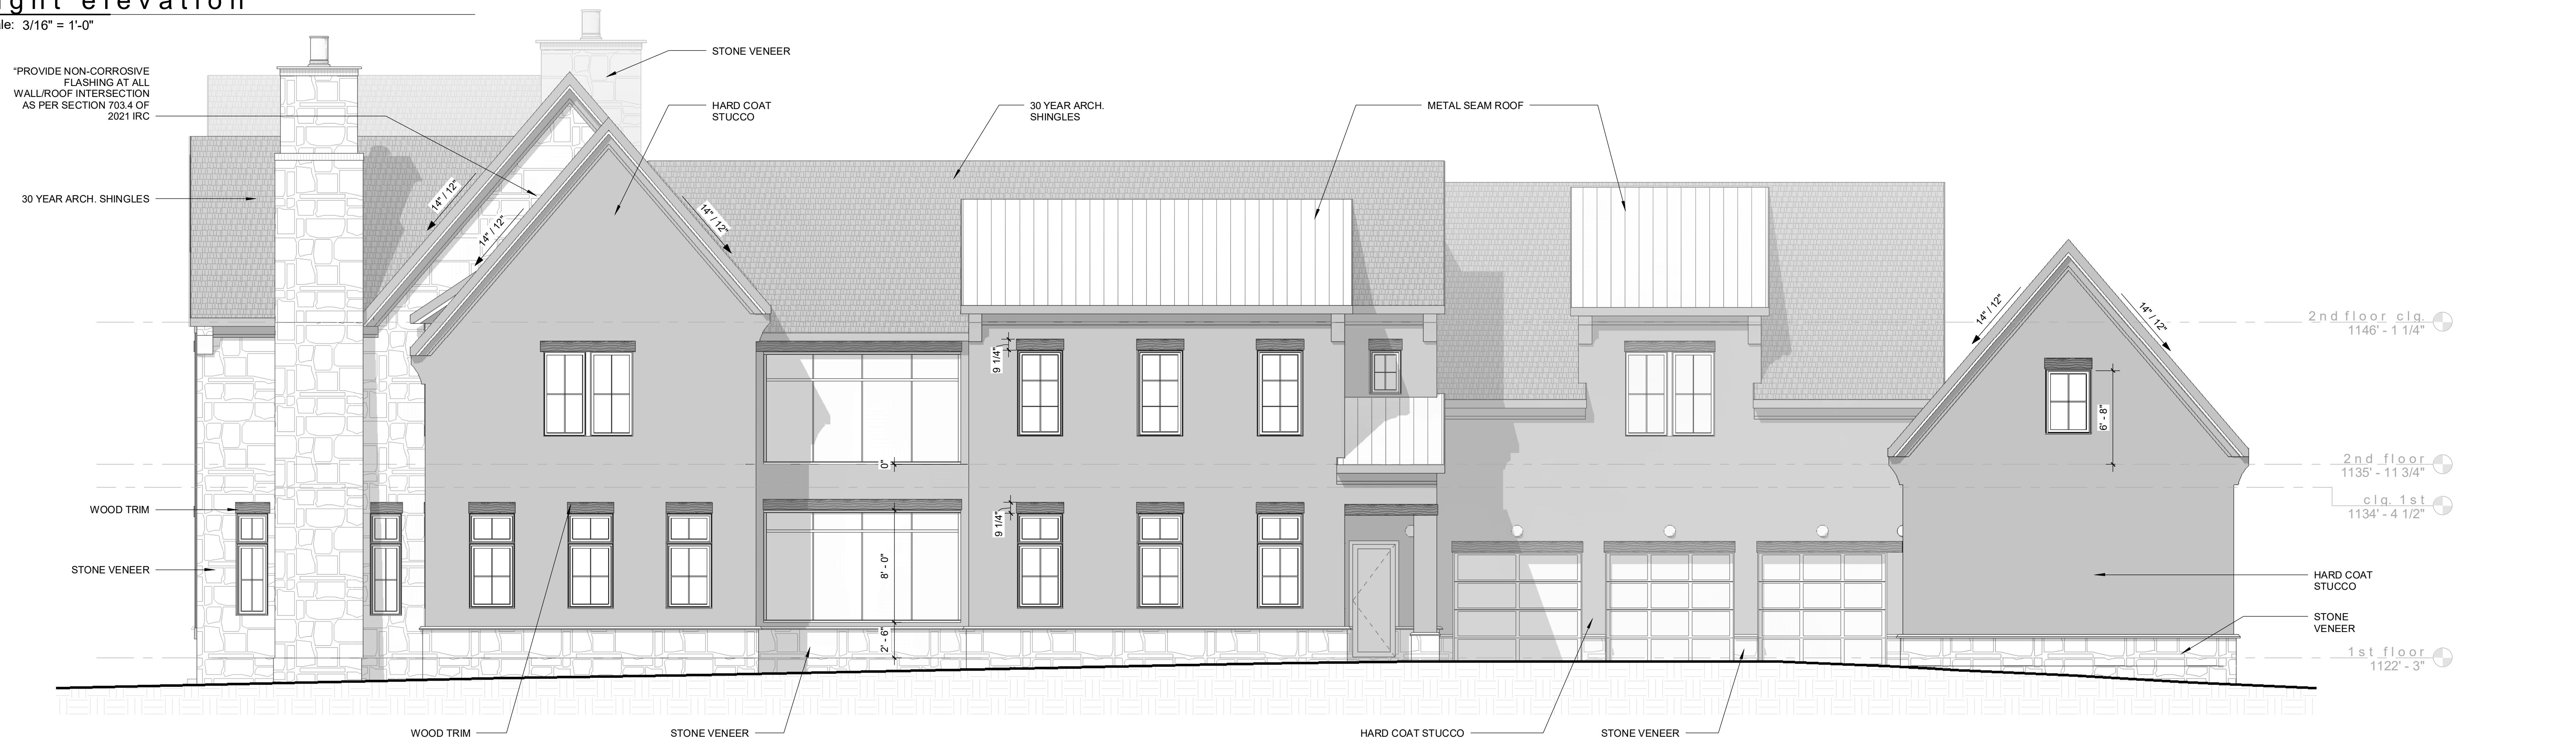 elevation
3/16" = 1'-0"
STONE VENEER
"PROVIDE NON-CORROSIVE
FLASHING AT ALL
WALL/ROOF INTERSECTION
AS PER SECTION 703.4 OF
2021 IRC
HARD COAT
STUCCO
30 YEAR ARCH.
SHINGLES
METAL SEAM ROOF
30 YEAR ARCH. SHINGLES
14" / 12"
14" / 12"
14" / 12"
14" / 12"
14" / 12"
2nd floor clg.
1146' - 1 1/4"
9 1/4"
6' - 8"
0"
2nd floor
1135' - 11 3/4"
clg. 1st
1134' - 4 1/2"
WOOD TRIM
9 1/4"
STONE VENEER
8' - 0"
HARD COAT
STUCCO
STONE
VENEER
2' - 6"
1st floor
1122' - 3"
WOOD TRIM
STONE VENEER
HARD COAT STUCCO
STONE VENEER